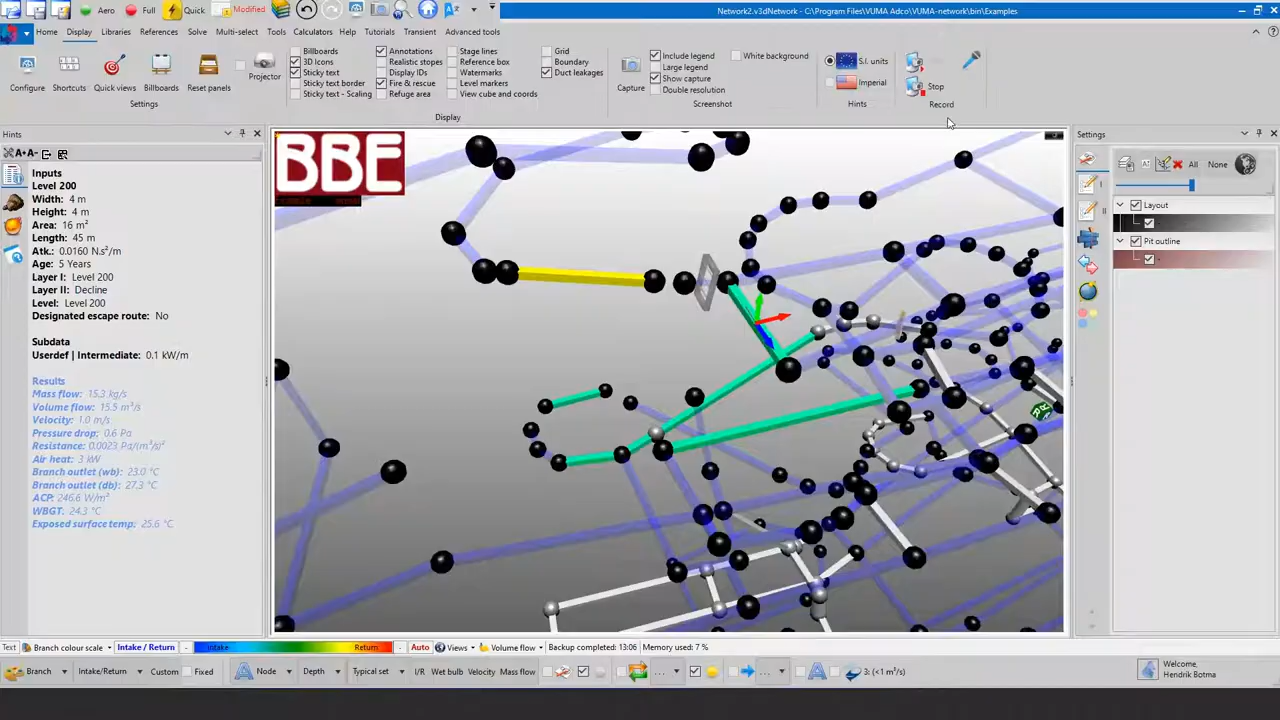 Network2.v3dNetwork - C:\Program Files\VUMA Adco\VUMA-network\bin\Examples
Aero Full Quick Modified
Home Display Libraries References Solve Multi-select Tools Calculators Help Tutorials Transient Advanced tools
Configure Shortcuts Quick views Billboards Reset panels Projector
Settings
Billboards
3D Icons
Sticky text
Sticky text border
Sticky text - Scaling
Annotations
Realistic stopes
Display IDs
Fire & rescue
Refuge area
Stage lines
Reference box
Watermarks
Level markers
View cube and coords
Grid
Boundary
Duct leakages
Display
Capture
Include legend
Large legend
Show capture
Double resolution
White background
Screenshot
S.I. units
Imperial
Hints
Stop
Record
Hints
Settings
A+A-
Inputs
Level 200
Width: 4 m
Height: 4 m
Area: 16 m²
Length: 45 m
Atk.: 0.0160 N.s²/m
Age: 5 Years
Layer I: Level 200
Layer II: Decline
Level: Level 200
Designated escape route: No
Subdata
Userdef | Intermediate: 0.1 kW/m
Results
Mass flow: 15.3 kg/s
Volume flow: 15.5 m³/s
Velocity: 1.0 m/s
Pressure drop: 0.6 Pa
Resistance: 0.0023 Pa/(m³/s)²
Air heat: 3 kW
Branch outlet (wb): 23.0 °C
Branch outlet (db): 27.3 °C
ACP: 246.6 W/m²
WBGT: 24.3 °C
Exposed surface temp: 25.6 °C
BBE
All None
Layout
Pit outline
Text Branch colour scale Intake / Return - Intake Return - Auto Views Volume flow Backup completed: 13:06 Memory used: 7 %
Branch Intake/Return Custom Fixed Node Depth Typical set I/R Wet bulb Velocity Mass flow ... ... 3: (<1 m³/s)
Welcome,
Hendrik Botma